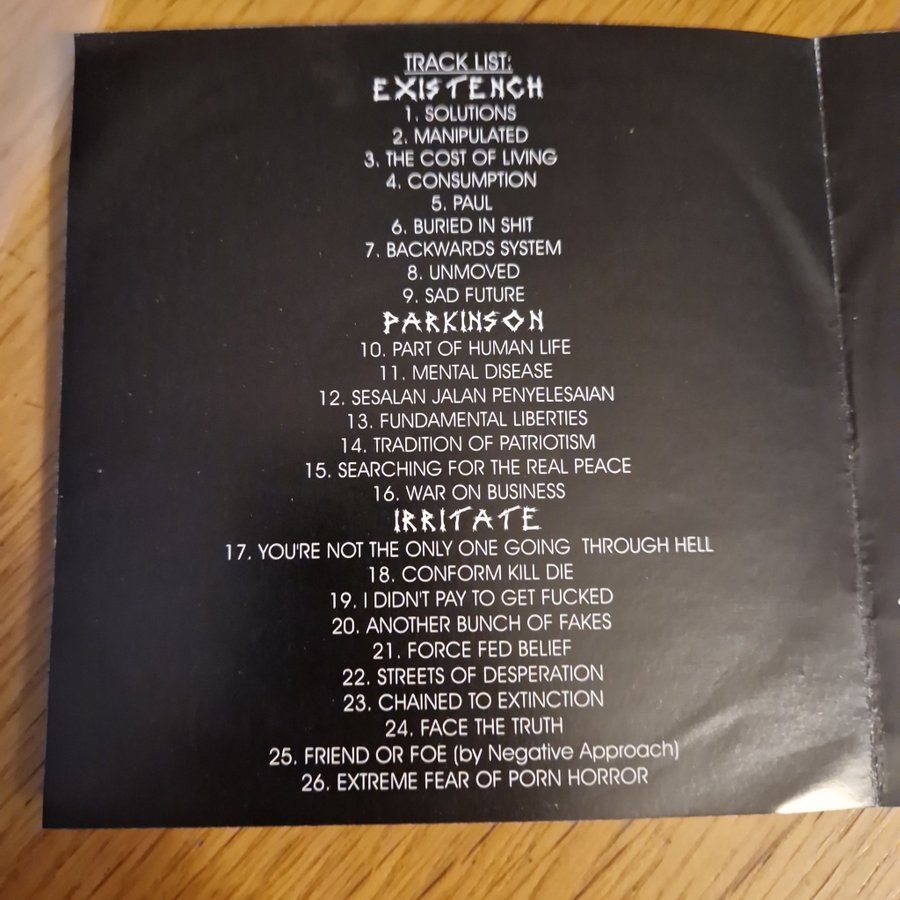 TRACK LIST:
EXISTENCH
1. SOLUTIONS
2. MANIPULATED
3. THE COST OF LIVING
4. CONSUMPTION
5. PAUL
6. BURIED IN SHIT
7. BACKWARDS SYSTEM
8. UNMOVED
9. SAD FUTURE
PARKINSON
10. PART OF HUMAN LIFE
11. MENTAL DISEASE
12. SESALAN JALAN PENYELESAIAN
13. FUNDAMENTAL LIBERTIES
14. TRADITION OF PATRIOTISM
15. SEARCHING FOR THE REAL PEACE
16. WAR ON BUSINESS
IRRITATE
17. YOU'RE NOT THE ONLY ONE GOING THROUGH HELL
18. CONFORM KILL DIE
19. I DIDN'T PAY TO GET FUCKED
20. ANOTHER BUNCH OF FAKES
21. FORCE FED BELIEF
22. STREETS OF DESPERATION
23. CHAINED TO EXTINCTION
24. FACE THE TRUTH
25. FRIEND OR FOE (by Negative Approach)
26. EXTREME FEAR OF PORN HORROR